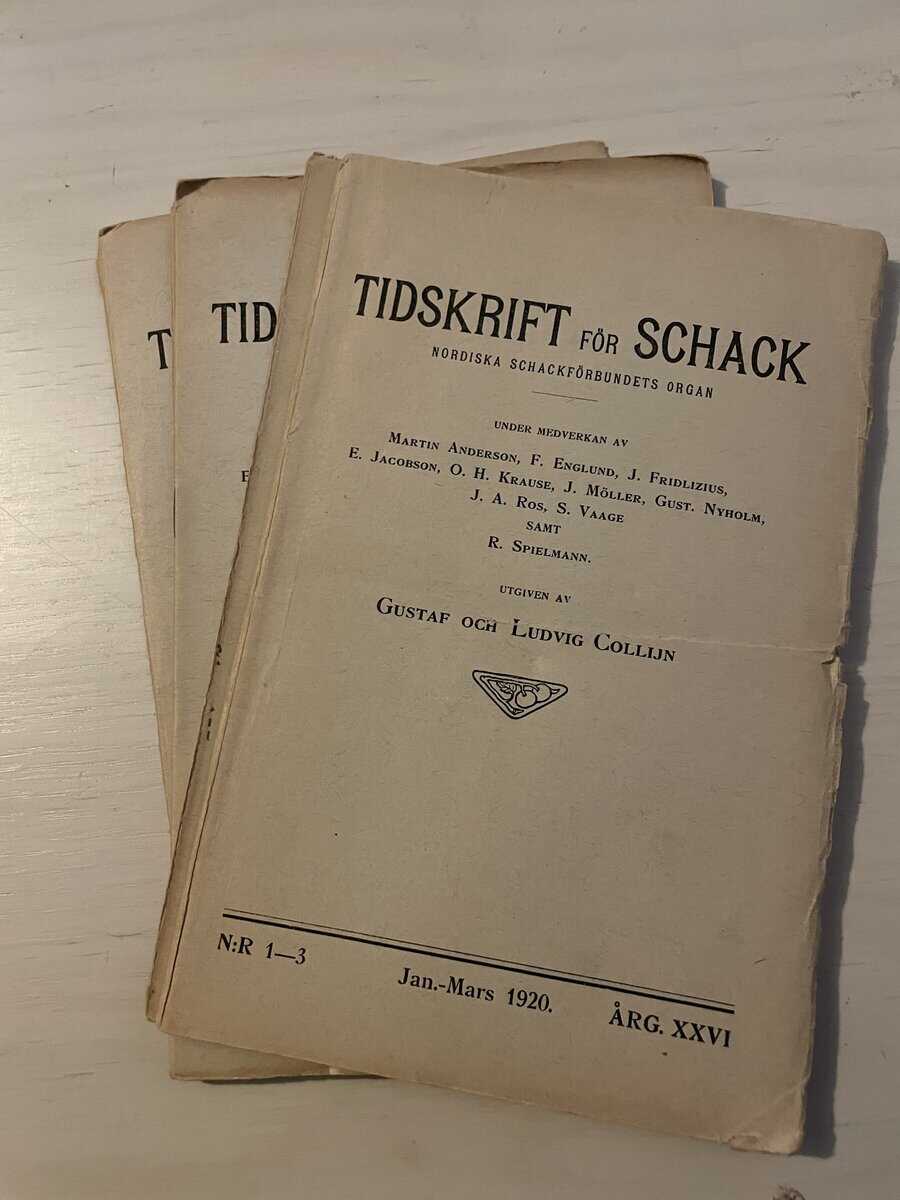 TIDSKRIFT FÖR SCHACK
NORDISKA SCHACKFÖRBUNDETS ORGAN
UNDER MEDVERKAN AV
MARTIN ANDERSON, F. ENGLUND, J. FRIDLIZIUS,
E. JACOBSON, O. H. KRAUSE, J. MÖLLER, GUST. NYHOLM,
J. A. ROS, S. VAAGE
SAMT
R. SPIELMANN.
UTGIVEN AV
GUSTAF OCH LUDVIG COLLIJN
N:R 1—3
Jan.-Mars 1920.
ÅRG. XXVI
TID
E
T